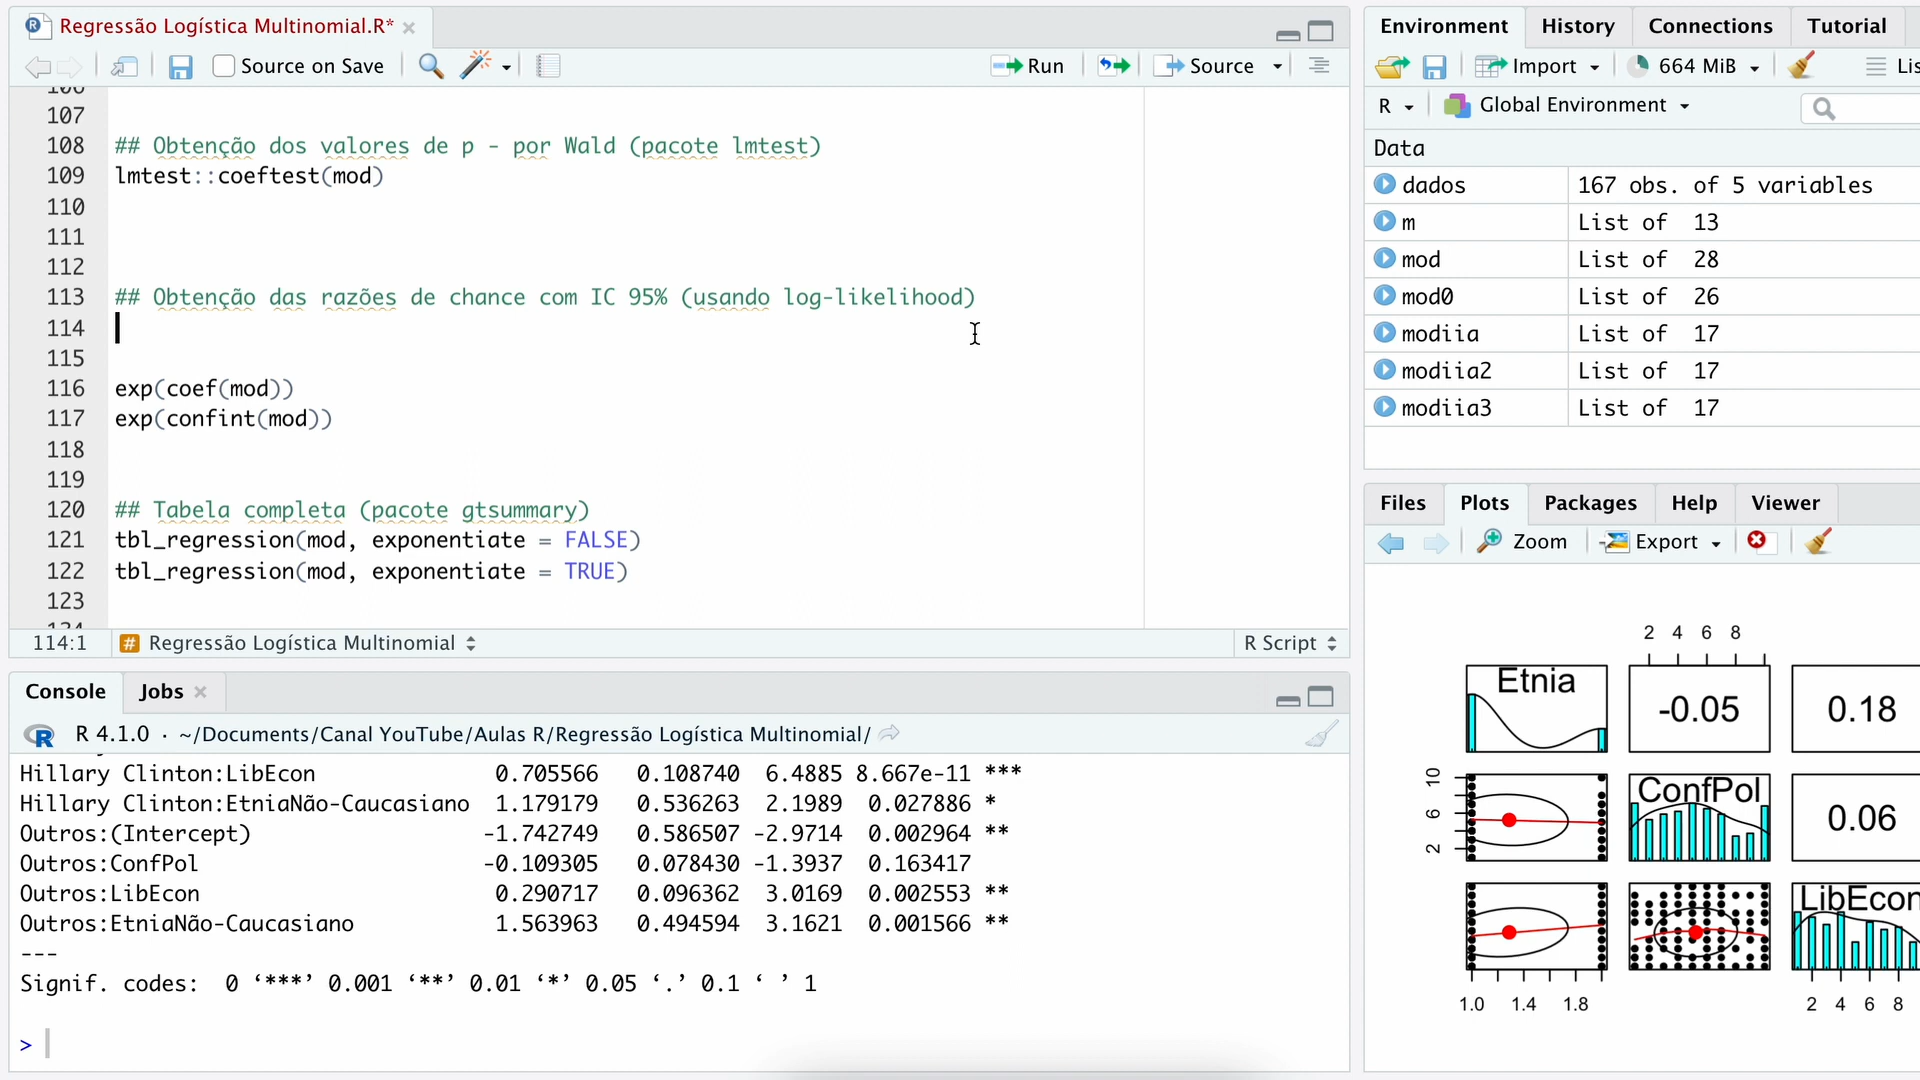 Regressão Logística Multinomial.R*
Source on Save
Run
Source
107
108 ## Obtenção dos valores de p - por Wald (pacote lmtest)
109 lmtest::coeftest(mod)
110
111
112
113 ## Obtenção das razões de chance com IC 95% (usando log-likelihood)
114
115
116 exp(coef(mod))
117 exp(confint(mod))
118
119
120 ## Tabela completa (pacote gtsummary)
121 tbl_regression(mod, exponentiate = FALSE)
122 tbl_regression(mod, exponentiate = TRUE)
123
114:1 # Regressão Logística Multinomial R Script
Console Jobs
R 4.1.0 · ~/Documents/Canal YouTube/Aulas R/Regressão Logística Multinomial/
Hillary Clinton:LibEcon 0.705566 0.108740 6.4885 8.667e-11 ***
Hillary Clinton:EtniaNão-Caucasiano 1.179179 0.536263 2.1989 0.027886 *
Outros:(Intercept) -1.742749 0.586507 -2.9714 0.002964 **
Outros:ConfPol -0.109305 0.078430 -1.3937 0.163417
Outros:LibEcon 0.290717 0.096362 3.0169 0.002553 **
Outros:EtniaNão-Caucasiano 1.563963 0.494594 3.1621 0.001566 **
---
Signif. codes: 0 ‘***’ 0.001 ‘**’ 0.01 ‘*’ 0.05 ‘.’ 0.1 ‘ ’ 1
>
Environment History Connections Tutorial
Import 664 MiB
R Global Environment
Data
dados 167 obs. of 5 variables
m List of 13
mod List of 28
mod0 List of 26
modiia List of 17
modiia2 List of 17
modiia3 List of 17
Files Plots Packages Help Viewer
Zoom Export
2 4 6 8
Etnia -0.05 0.18
10
6
2
ConfPol 0.06
LibEcon
1.0 1.4 1.8
2 4 6 8